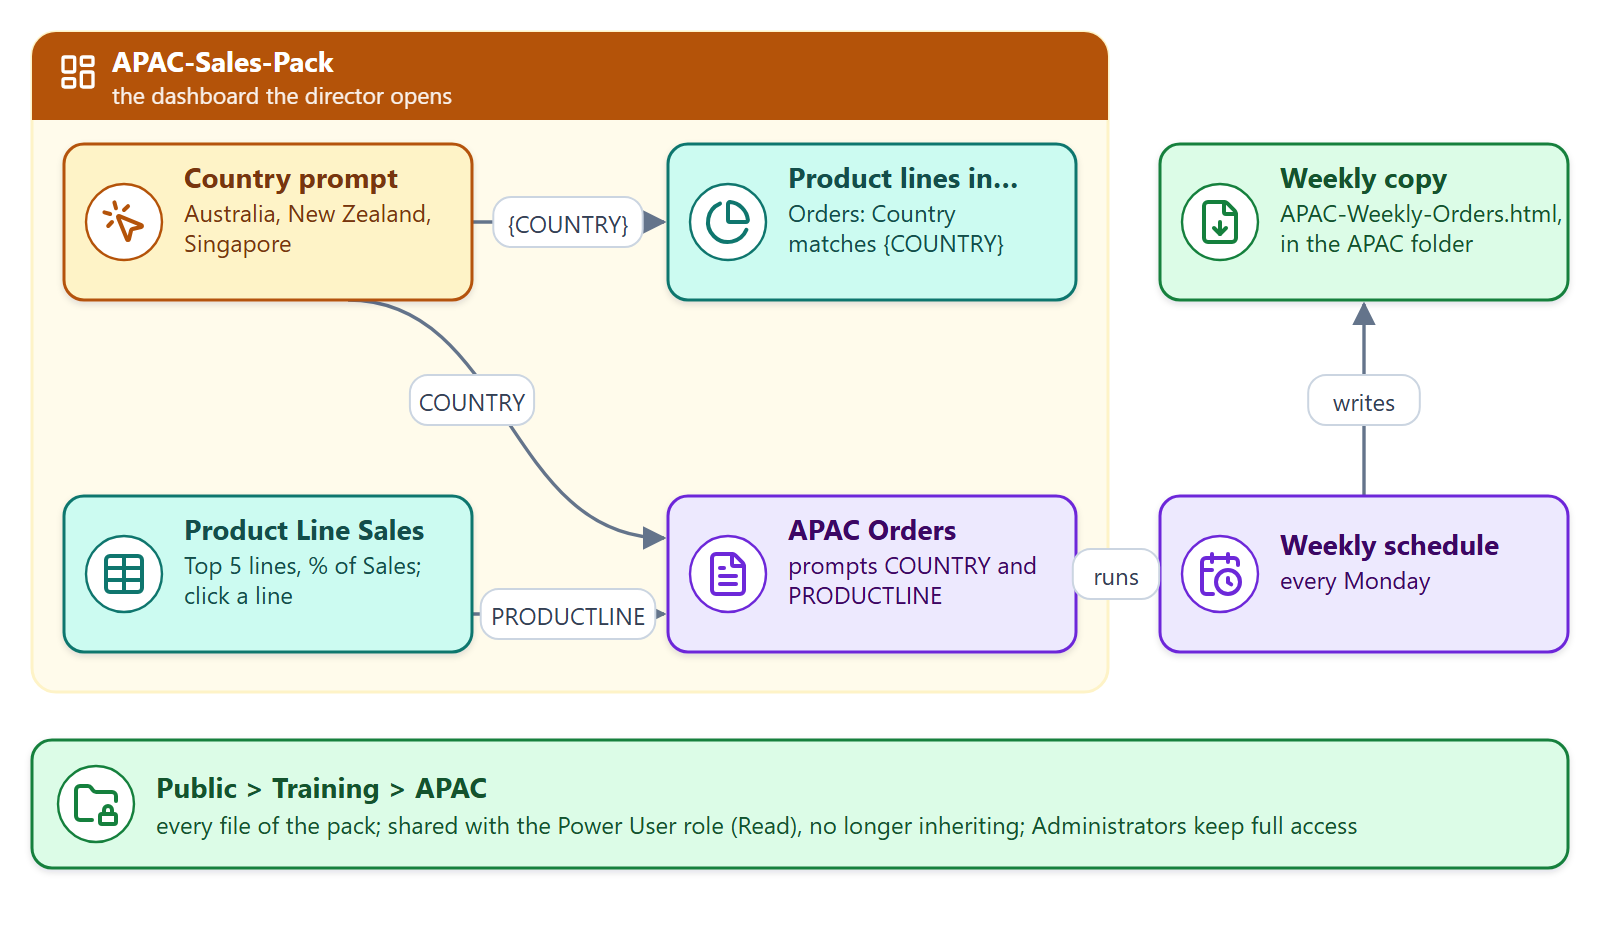 APAC-Sales-Pack
the dashboard the director opens
Country prompt
Australia, New Zealand,
Singapore
{COUNTRY}
Product lines in...
Orders: Country
matches {COUNTRY}
Weekly copy
APAC-Weekly-Orders.html,
in the APAC folder
COUNTRY
writes
Product Line Sales
Top 5 lines, % of Sales;
click a line
PRODUCTLINE
APAC Orders
prompts COUNTRY and
PRODUCTLINE
runs
Weekly schedule
every Monday
Public > Training > APAC
every file of the pack; shared with the Power User role (Read), no longer inheriting; Administrators keep full access